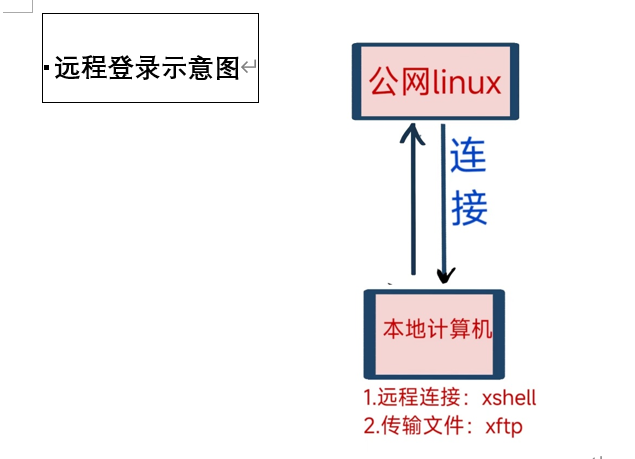 远程登录示意图
公网linux
连
接
本地计算机
1.远程连接：xshell
2.传输文件：xftp